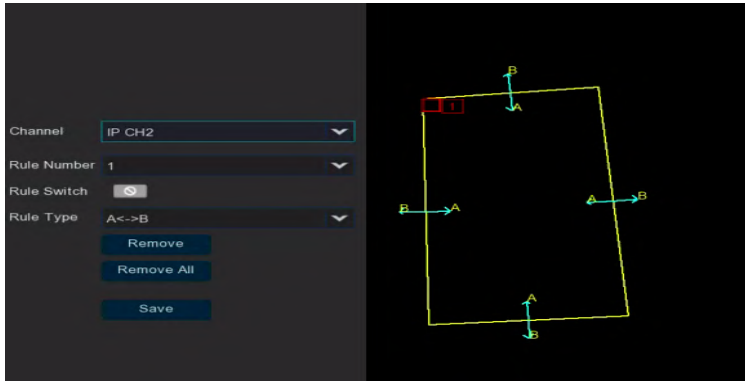 Channel IP CH2
Rule Number 1
Rule Switch
Rule Type A<->B
Remove
Remove All
Save
B
1
A
B A
A B
A
B